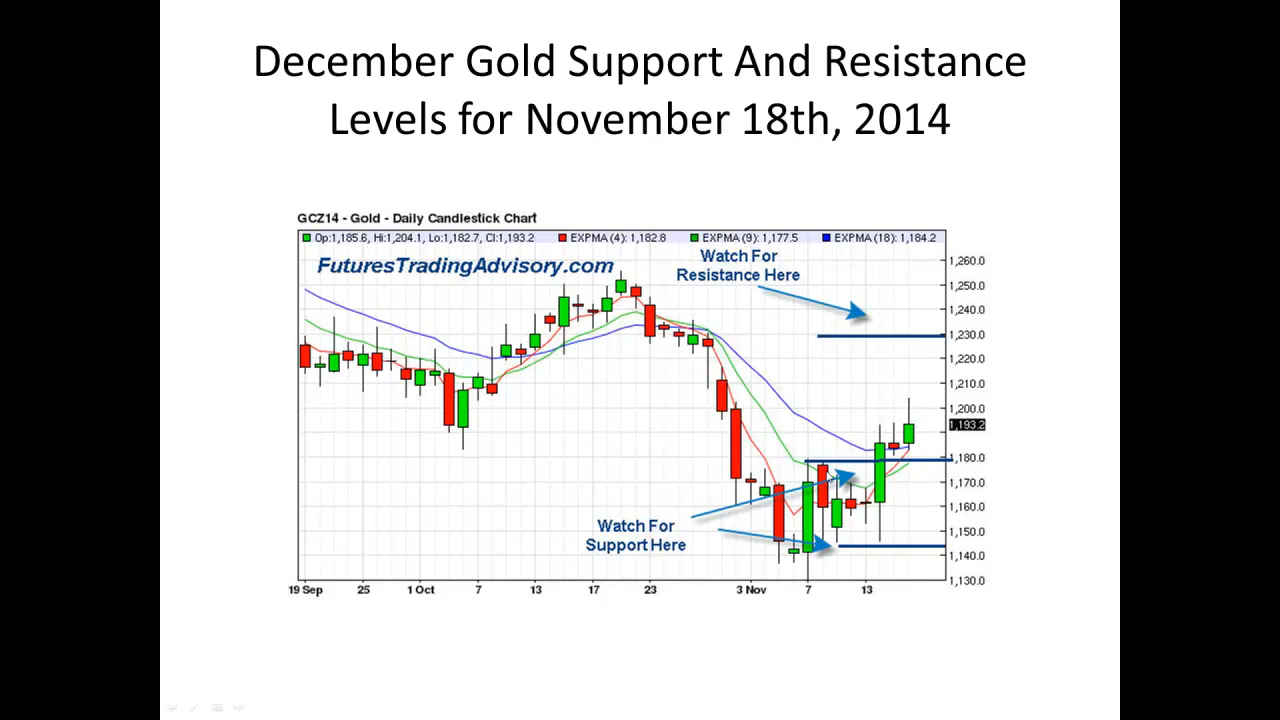 December Gold Support And Resistance
Levels for November 18th, 2014
GCZ14 - Gold - Daily Candlestick Chart
Op:1,185.6, Hi:1,204.1, Lo:1,182.7, Cl:1,193.2 EXPMA (4): 1,182.8 EXPMA (9): 1,177.5 EXPMA (18): 1,184.2
FuturesTradingAdvisory.com
Watch For
Resistance Here
1,260.0
1,250.0
1,240.0
1,230.0
1,220.0
1,210.0
1,200.0
1,193.2
1,180.0
1,170.0
1,160.0
1,150.0
1,140.0
1,130.0
Watch For
Support Here
19 Sep 25 1 Oct 7 13 17 23 3 Nov 7 13